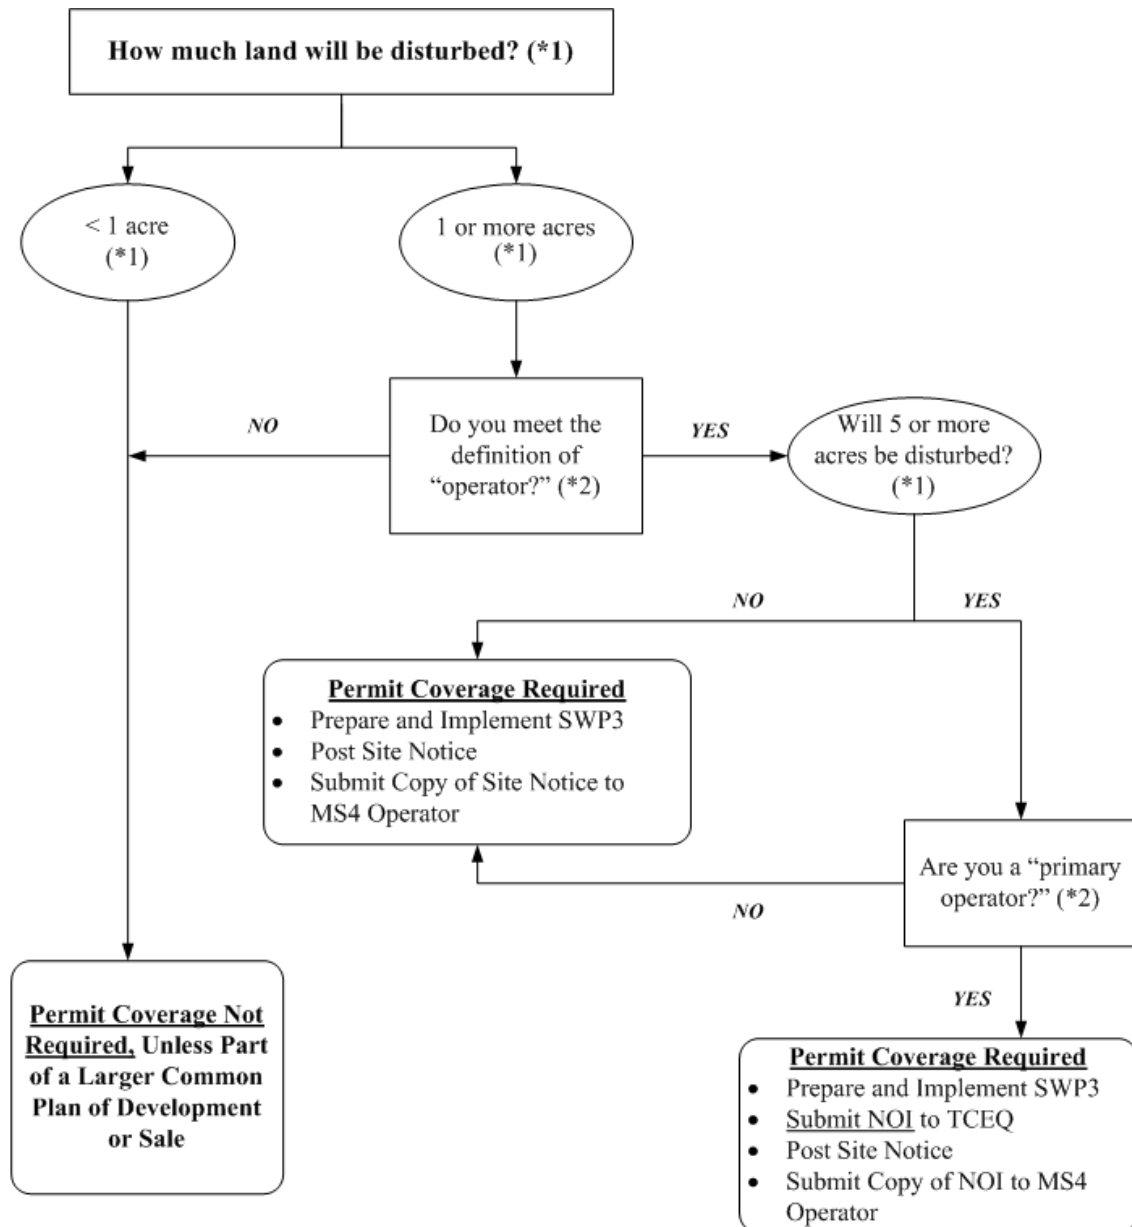 How much land will be disturbed? (*1)
< 1 acre
(*1)
1 or more acres
(*1)
Do you meet the
definition of
“operator?” (*2)
NO
YES
Will 5 or more
acres be disturbed?
(*1)
NO
YES
Permit Coverage Required
• Prepare and Implement SWP3
• Post Site Notice
• Submit Copy of Site Notice to
MS4 Operator
Are you a “primary
operator?” (*2)
NO
YES
Permit Coverage Not
Required, Unless Part
of a Larger Common
Plan of Development
or Sale
Permit Coverage Required
• Prepare and Implement SWP3
• Submit NOI to TCEQ
• Post Site Notice
• Submit Copy of NOI to MS4
Operator